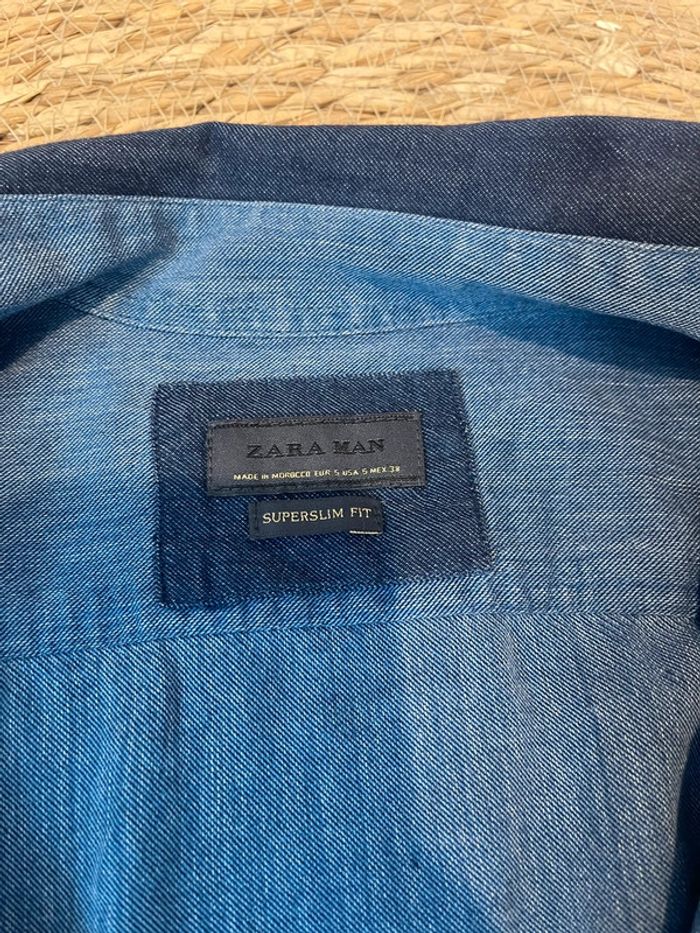 ZARA MAN
MADE IN MOROCCO EUR S USA S MEX 38
SUPERSLIM FIT